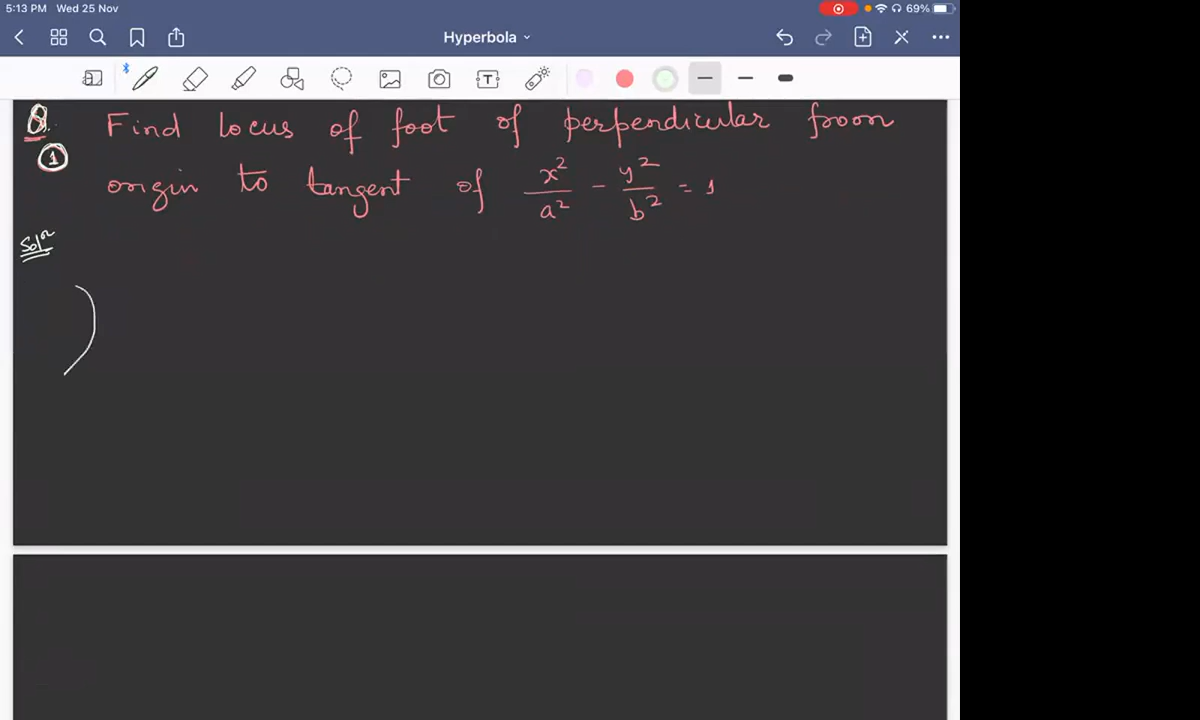 5:13 PM Wed 25 Nov
69%
Hyperbola
T
Q. Find locus of foot of perpendicular from
① origin to tangent of x²/a² - y²/b² = 1
Solⁿ